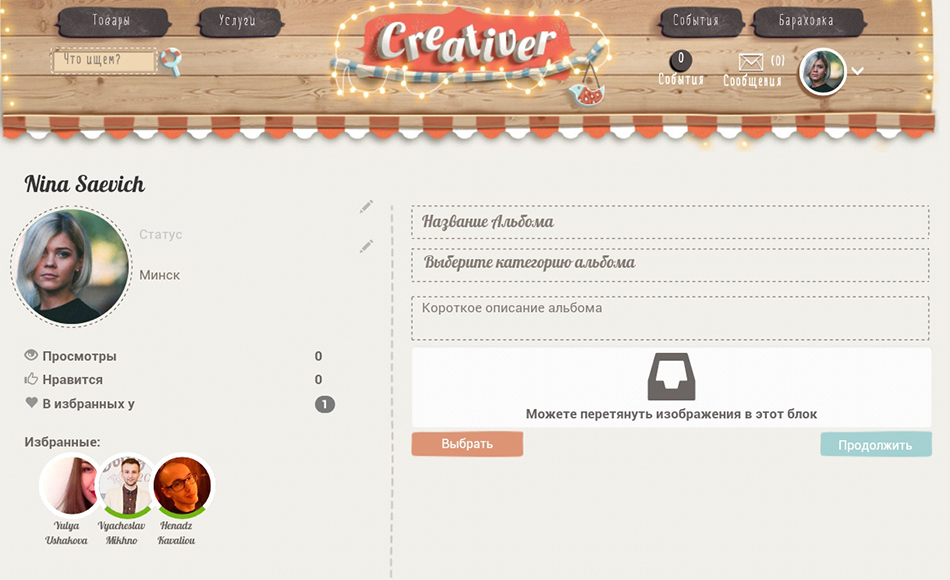 Товары
Услуги
Creativer
События
Барахолка
Что ищем?
0
События
(0)
Сообщения
Nina Saevich
Статус
Минск
Просмотры 0
Нравится 0
В избранных у 1
Избранные:
Yulya Ushakova
Vyacheslav Mikhno
Henadz Kavaliou
Название Альбома
Выберите категорию альбома
Короткое описание альбома
Можете перетянуть изображения в этот блок
Выбрать
Продолжить